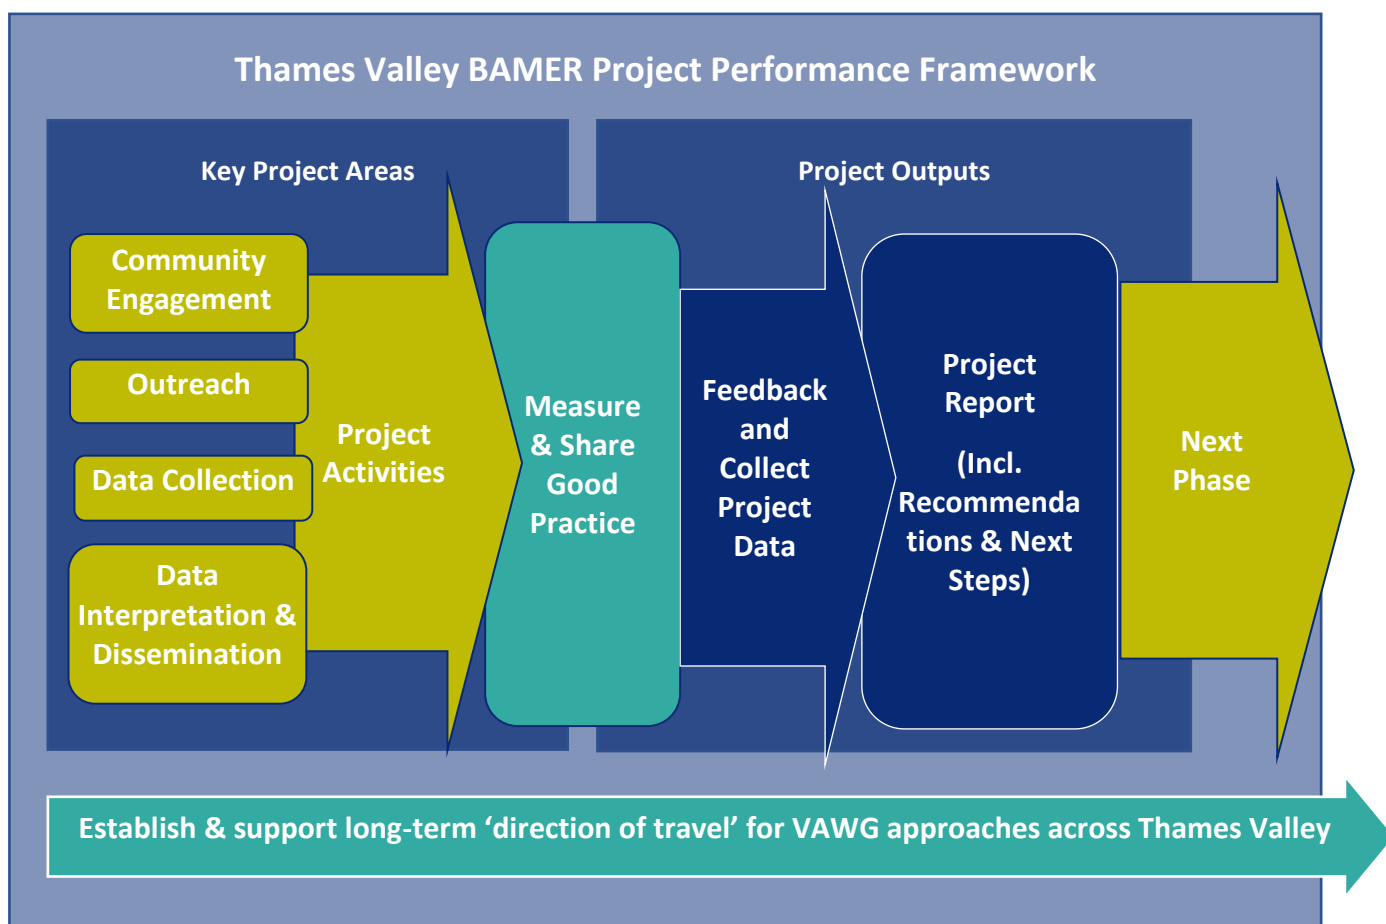 Thames Valley BAMER Project Performance Framework
Key Project Areas
Community
Engagement
Outreach
Data Collection
Data
Interpretation &
Dissemination
Project
Activities
Measure
& Share
Good
Practice
Project Outputs
Feedback
and
Collect
Project
Data
Project
Report
(Incl.
Recommenda
tions & Next
Steps)
Next
Phase
Establish & support long-term ‘direction of travel’ for VAWG approaches across Thames Valley